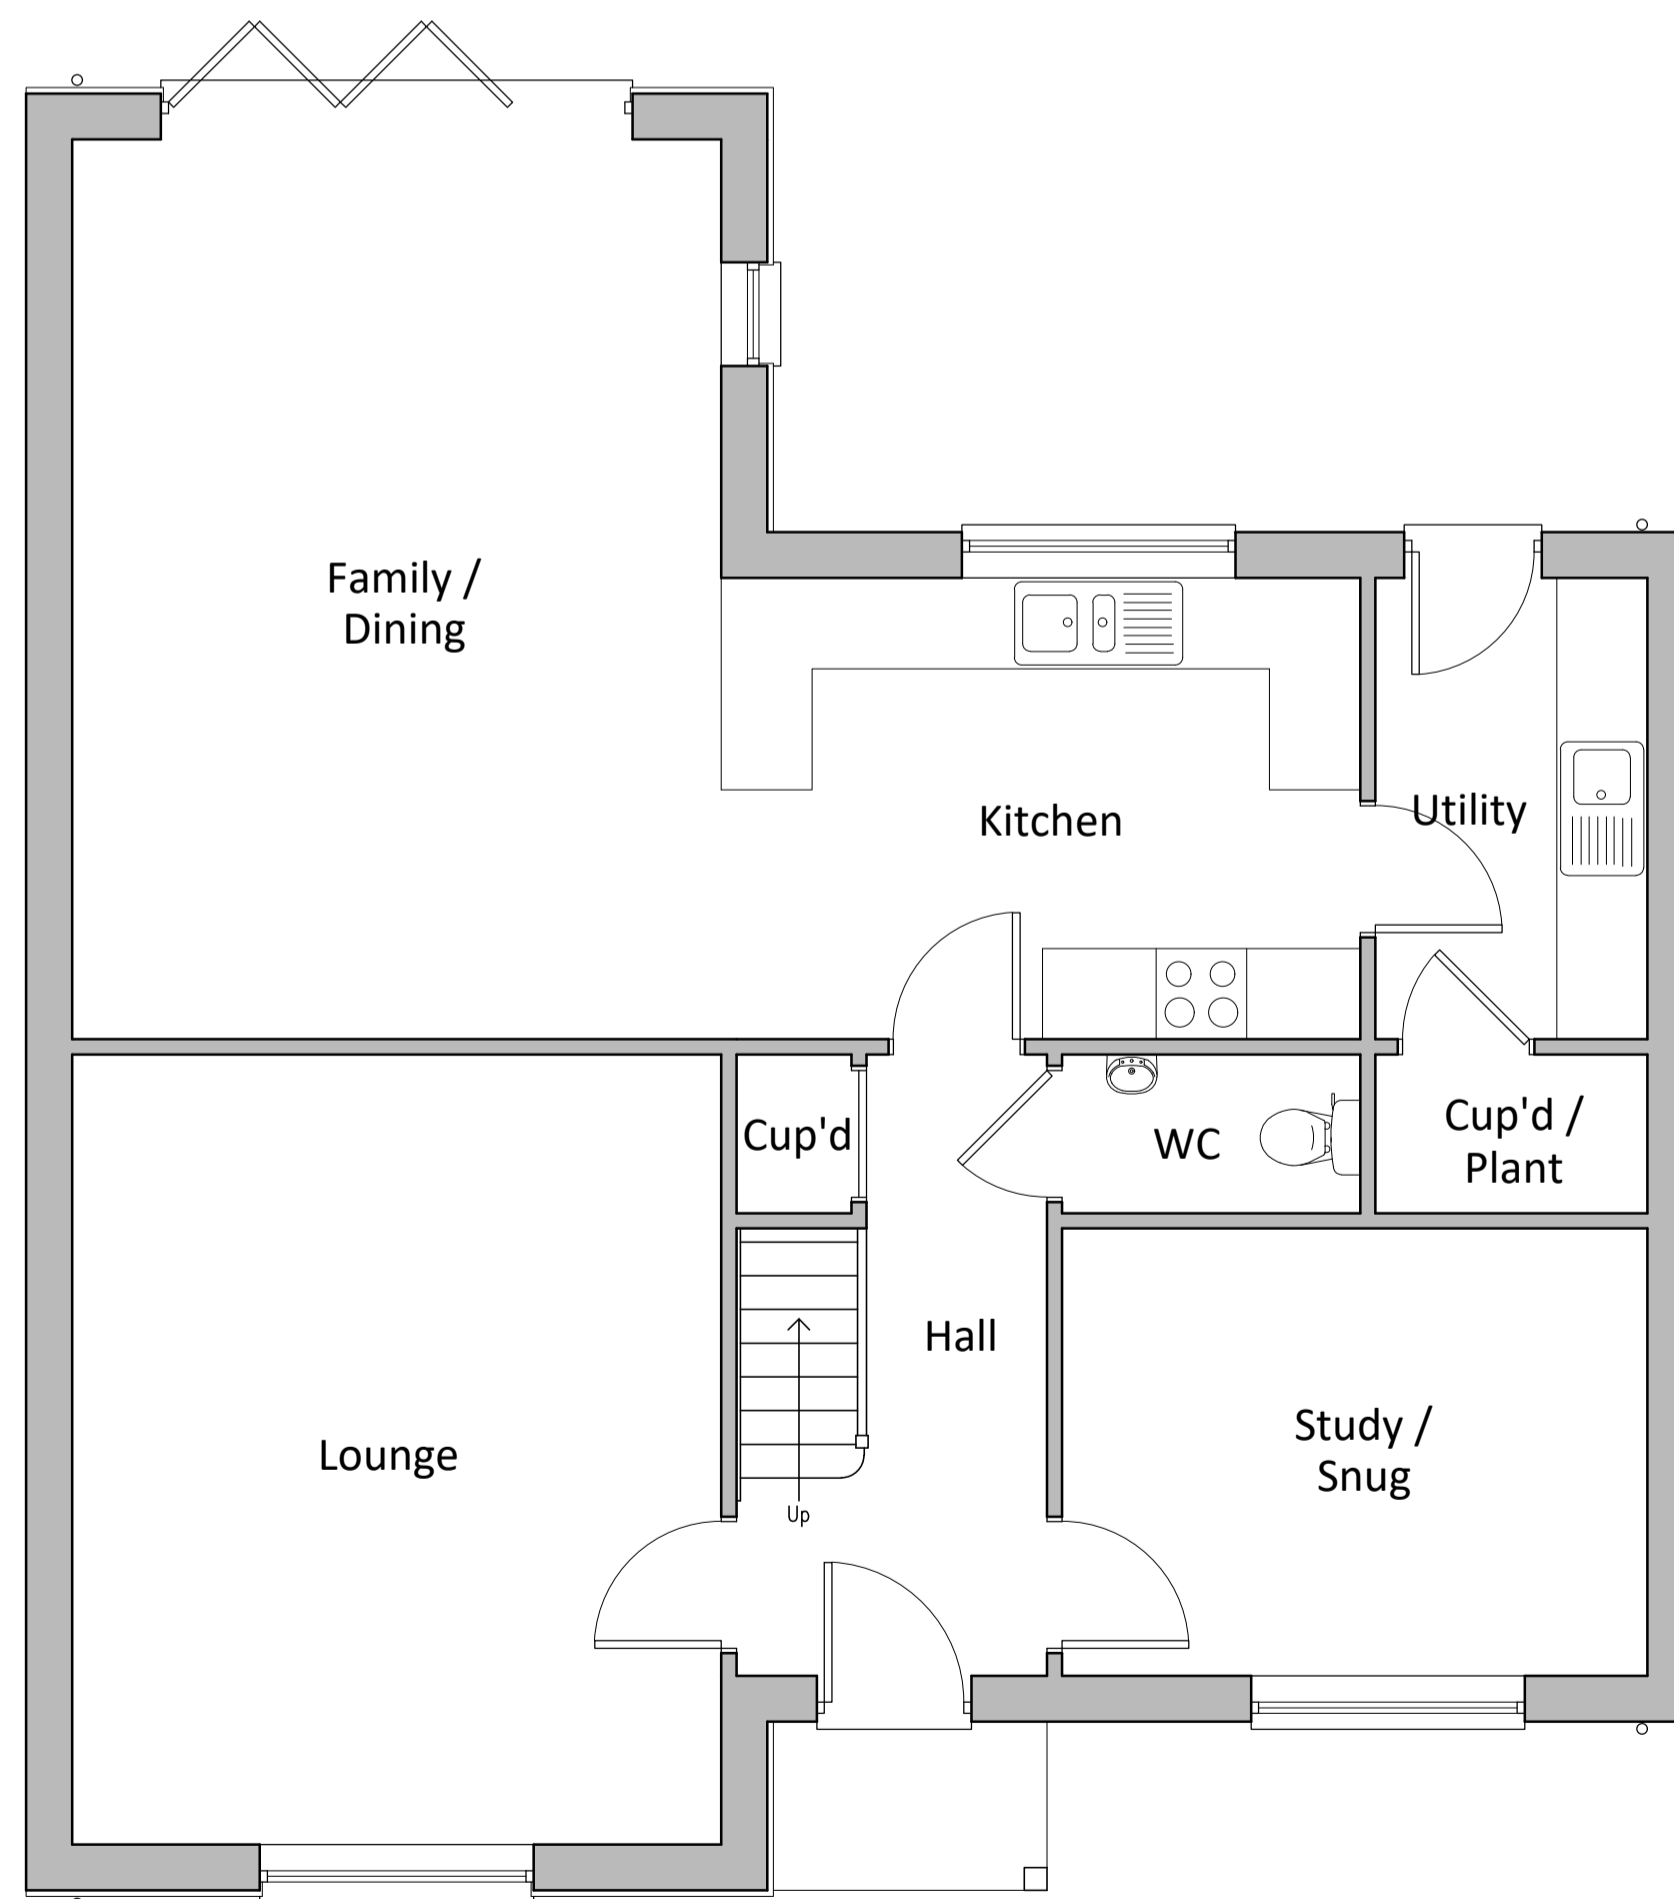 Family /
Dining
Kitchen
Utility
Cup'd
WC
Cup'd /
Plant
Hall
Lounge
Study /
Snug
Up